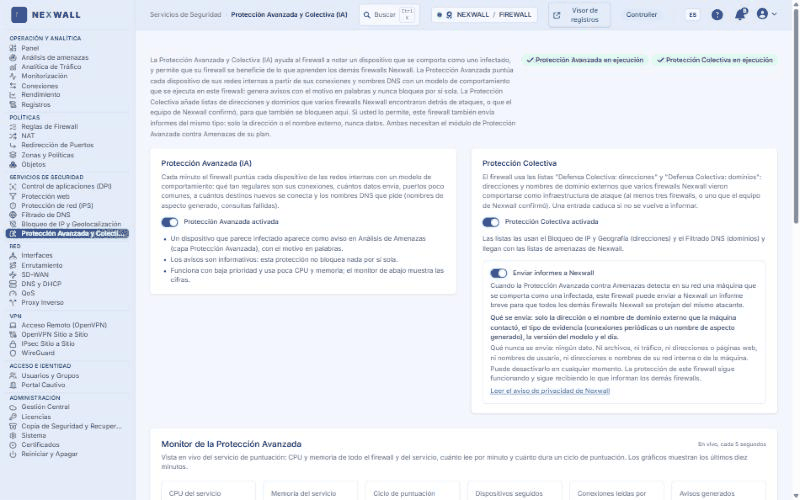 NEXWALL
Servicios de Seguridad › Protección Avanzada y Colectiva (IA)
Buscar
Ctrl K
NEXWALL / FIREWALL
Visor de registros
Controller
ES
OPERACIÓN Y ANALÍTICA
Panel
Análisis de amenazas
Analítica de Tráfico
Monitorización
Conexiones
Rendimiento
Registros
POLÍTICAS
Reglas de Firewall
NAT
Redirección de Puertos
Zonas y Políticas
Objetos
SERVICIOS DE SEGURIDAD
Control de aplicaciones (DPI)
Protección web
Protección de red (IPS)
Filtrado de DNS
Bloqueo de IP y Geolocalización
Protección Avanzada y Colecti...
RED
Interfaces
Enrutamiento
SD-WAN
DNS y DHCP
QoS
Proxy Inverso
VPN
Acceso Remoto (OpenVPN)
OpenVPN Sitio a Sitio
IPsec Sitio a Sitio
WireGuard
ACCESO E IDENTIDAD
Usuarios y Grupos
Portal Cautivo
ADMINISTRACIÓN
Gestión Central
Licencias
Copia de Seguridad y Recuper...
Sistema
Certificados
Reiniciar y Apagar
La Protección Avanzada y Colectiva (IA) ayuda al firewall a notar un dispositivo que se comporta como uno infectado,
y permite que su firewall se beneficie de lo que aprenden los demás firewalls Nexwall. La Protección Avanzada puntúa
cada dispositivo de sus redes internas a partir de sus conexiones y nombres DNS con un modelo de comportamiento
que se ejecuta en este firewall: genera avisos con el motivo en palabras y nunca bloquea por sí sola. La Protección
Colectiva añade listas de direcciones y dominios que varios firewalls Nexwall encontraron detrás de ataques, o que el
equipo de Nexwall confirmó, para que también se bloqueen aquí. Si usted lo permite, este firewall también envía
informes del mismo tipo: solo la dirección o el nombre externo, nunca datos. Ambas necesitan el módulo de Protección
Avanzada contra Amenazas de su plan.
Protección Avanzada en ejecución
Protección Colectiva en ejecución
Protección Avanzada (IA)
Cada minuto el firewall puntúa cada dispositivo de las redes internas con un modelo de
comportamiento: qué tan regulares son sus conexiones, cuántos datos envía, puertos poco
comunes, a cuántos destinos nuevos se conecta y los nombres DNS que pide (nombres de
aspecto generado, consultas fallidas).
Protección Avanzada activada
• Un dispositivo que parece infectado aparece como aviso en Análisis de Amenazas
(capa Protección Avanzada), con el motivo en palabras.
• Los avisos son informativos: esta protección no bloquea nada por sí sola.
• Funciona con baja prioridad y usa poca CPU y memoria; el monitor de abajo muestra las
cifras.
Protección Colectiva
El firewall usa las listas "Defensa Colectiva: direcciones" y "Defensa Colectiva: dominios":
direcciones y nombres de dominio externos que varios firewalls Nexwall vieron
comportarse como infraestructura de ataque (al menos tres firewalls, o uno que el equipo
de Nexwall confirmó). Una entrada caduca si no se vuelve a informar.
Protección Colectiva activada
Las listas las usan el Bloqueo de IP y Geografía (direcciones) y el Filtrado DNS (dominios) y
llegan con las listas de amenazas de Nexwall.
Enviar informes a Nexwall
Cuando la Protección Avanzada contra Amenazas detecta en su red una máquina que
se comporta como una infectada, este firewall puede enviar a Nexwall un informe
breve para que todos los demás firewalls Nexwall se protejan del mismo atacante.
Qué se envía: solo la dirección o el nombre de dominio externo que la máquina
contactó, el tipo de evidencia (conexiones periódicas o un nombre de aspecto
generado), la versión del modelo y el día.
Qué nunca se envía: ningún dato. Ni archivos, ni tráfico, ni direcciones o páginas web,
ni nombres de usuario, ni direcciones o nombres de su red interna o de la máquina.
Puede desactivarlo en cualquier momento. La protección de este firewall sigue
funcionando y sigue recibiendo lo que informan los demás firewalls.
Leer el aviso de privacidad de Nexwall
Monitor de la Protección Avanzada
En vivo, cada 5 segundos
Vista en vivo del servicio de puntuación: CPU y memoria de todo el firewall y del servicio, cuánto lee por minuto y cuánto dura un ciclo de puntuación. Los gráficos muestran los últimos diez
minutos.
CPU del servicio
Memoria del servicio
Ciclo de puntuación
Dispositivos seguidos
Conexiones leídas por
Avisos generados